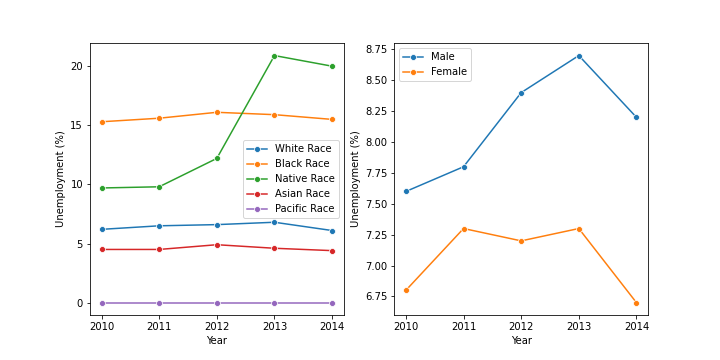 20
15
10
5
0
Unemployment (%)
White Race
Black Race
Native Race
Asian Race
Pacific Race
2010 2011 2012 2013 2014
Year
8.75
8.50
8.25
8.00
7.75
7.50
7.25
7.00
6.75
Unemployment (%)
Male
Female
2010 2011 2012 2013 2014
Year